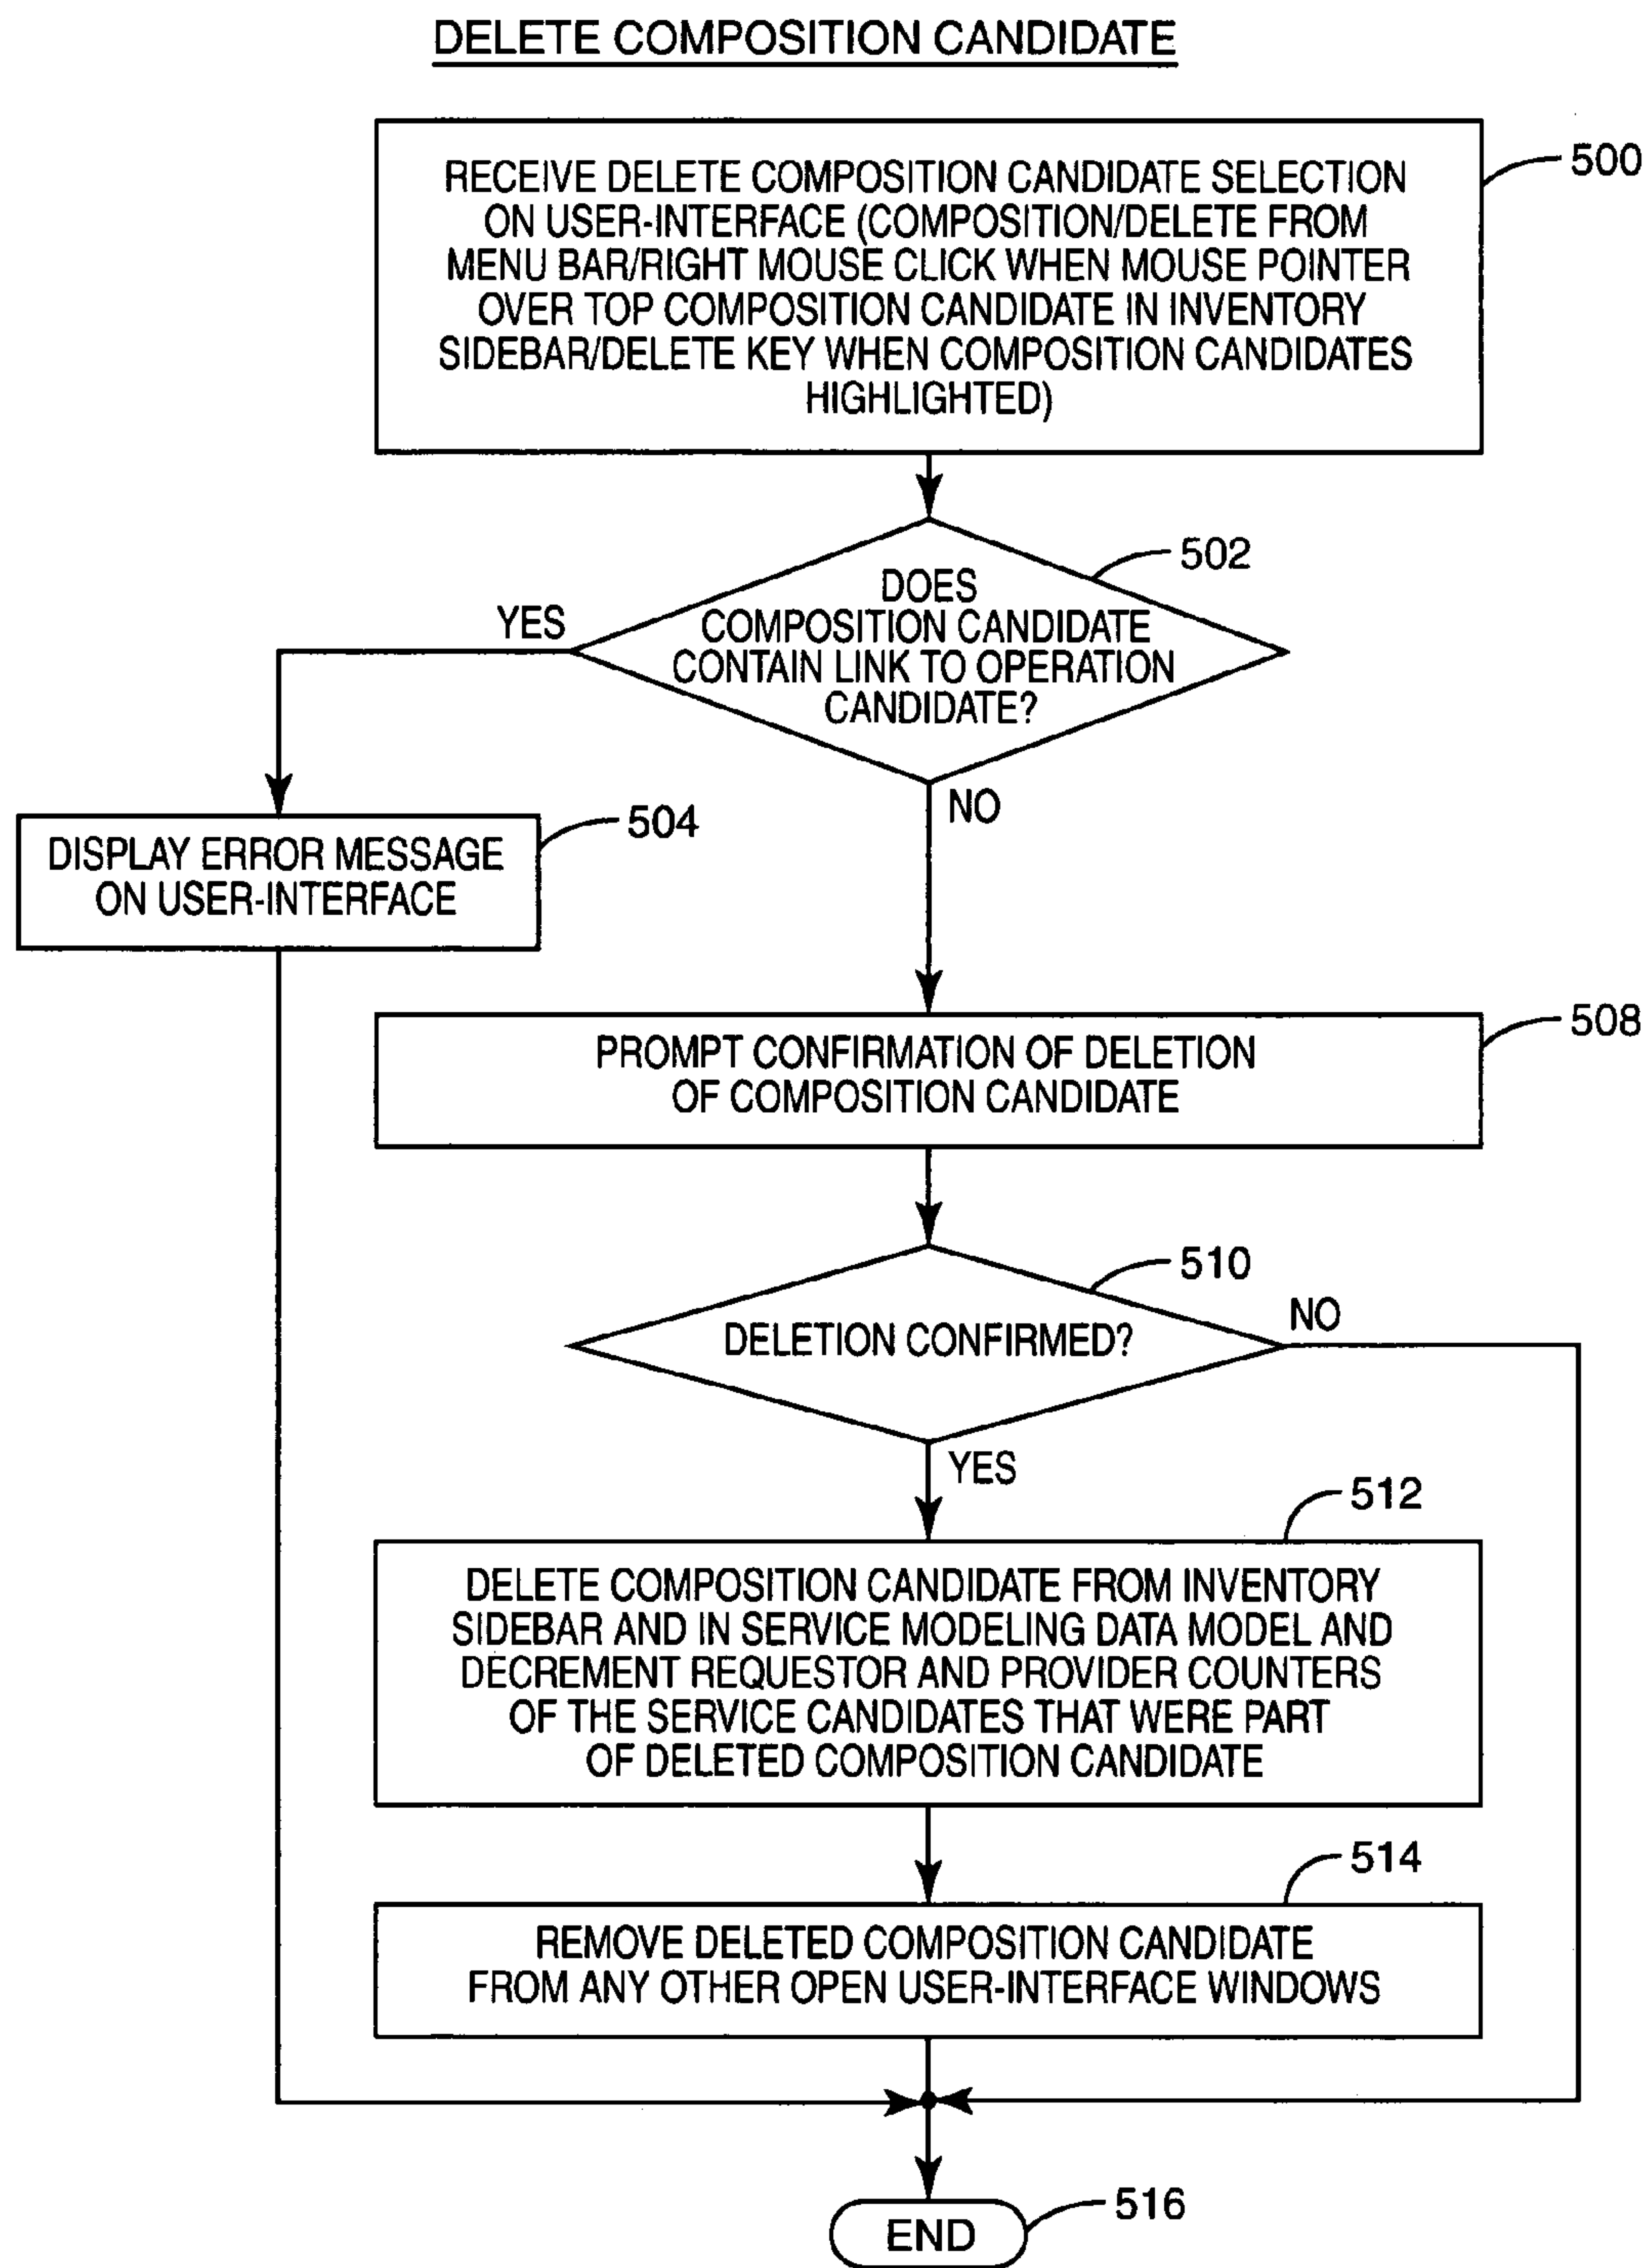 DELETE COMPOSITION CANDIDATE
RECEIVE DELETE COMPOSITION CANDIDATE SELECTION
ON USER-INTERFACE (COMPOSITION/DELETE FROM
MENU BAR/RIGHT MOUSE CLICK WHEN MOUSE POINTER
OVER TOP COMPOSITION CANDIDATE IN INVENTORY
SIDEBAR/DELETE KEY WHEN COMPOSITION CANDIDATES
HIGHLIGHTED)
500
502
DOES
COMPOSITION CANDIDATE
CONTAIN LINK TO OPERATION
CANDIDATE?
YES
NO
504
DISPLAY ERROR MESSAGE
ON USER-INTERFACE
508
PROMPT CONFIRMATION OF DELETION
OF COMPOSITION CANDIDATE
510
DELETION CONFIRMED?
NO
YES
512
DELETE COMPOSITION CANDIDATE FROM INVENTORY
SIDEBAR AND IN SERVICE MODELING DATA MODEL AND
DECREMENT REQUESTOR AND PROVIDER COUNTERS
OF THE SERVICE CANDIDATES THAT WERE PART
OF DELETED COMPOSITION CANDIDATE
514
REMOVE DELETED COMPOSITION CANDIDATE
FROM ANY OTHER OPEN USER-INTERFACE WINDOWS
516
END